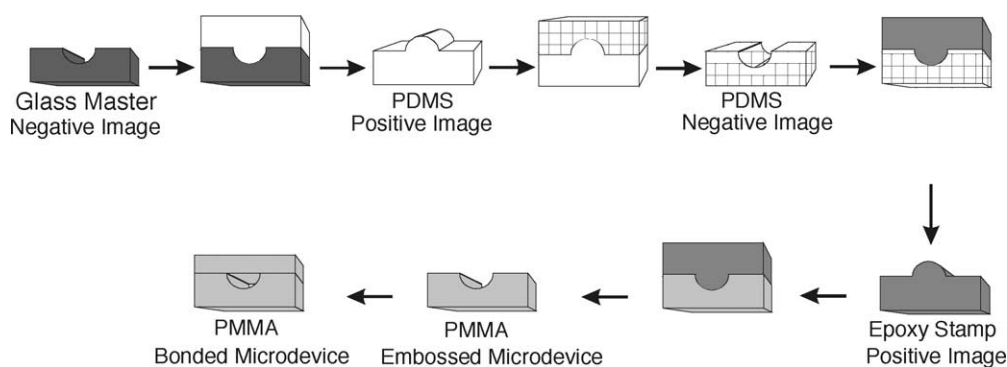 Glass Master
Negative Image
PDMS
Positive Image
PDMS
Negative Image
Epoxy Stamp
Positive Image
PMMA
Embossed Microdevice
PMMA
Bonded Microdevice